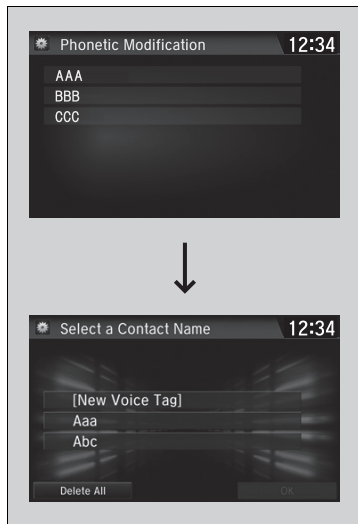 Phonetic Modification 12:34
AAA
BBB
CCC
Select a Contact Name 12:34
[New Voice Tag]
Aaa
Abc
Delete All OK